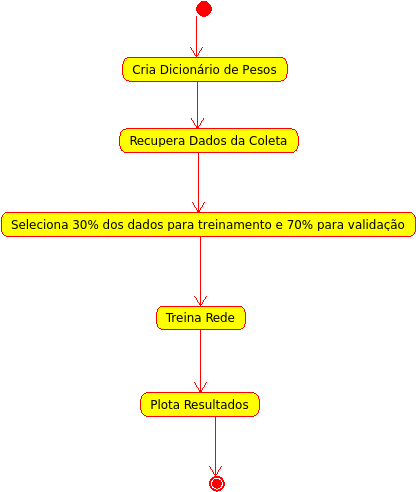 Cria Dicionário de Pesos
Recupera Dados da Coleta
Seleciona 30% dos dados para treinamento e 70% para validação
Treina Rede
Plota Resultados